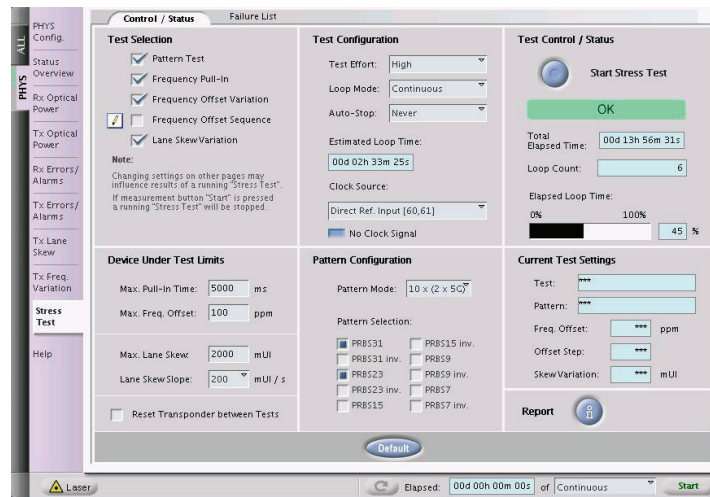 ALL
PHYS
PHYS
Config.
Status
Overview
Rx Optical
Power
Tx Optical
Power
Rx Errors/
Alarms
Tx Errors/
Alarms
Tx Lane
Skew
Tx Freq.
Variation
Stress
Test
Help
Control / Status
Failure List
Test Selection
Pattern Test
Frequency Pull-In
Frequency Offset Variation
Frequency Offset Sequence
Lane Skew Variation
Note:
Changing settings on other pages may
influence results of a running "Stress Test".
If measurement button "Start" is pressed
a running "Stress Test" will be stopped.
Test Configuration
Test Effort: High
Loop Mode: Continuous
Auto-Stop: Never
Estimated Loop Time:
00d 02h 33m 25s
Clock Source:
Direct Ref. Input [60,61]
No Clock Signal
Test Control / Status
Start Stress Test
OK
Total
Elapsed Time: 00d 13h 56m 31s
Loop Count: 6
Elapsed Loop Time:
0% 100%
45 %
Device Under Test Limits
Max. Pull-In Time: 5000 ms
Max. Freq. Offset: 100 ppm
Max. Lane Skew: 2000 mUI
Lane Skew Slope: 200 mUI / s
Reset Transponder between Tests
Pattern Configuration
Pattern Mode: 10 x (2 x 5G)
Pattern Selection:
PRBS31 PRBS15 inv.
PRBS31 inv. PRBS9
PRBS23 PRBS9 inv.
PRBS23 inv. PRBS7
PRBS15 PRBS7 inv.
Current Test Settings
Test: ***
Pattern: ***
Freq. Offset: *** ppm
Offset Step: ***
Skew Variation: *** mUI
Report
Default
Laser
Elapsed: 00d 00h 00m 00s of Continuous
Start